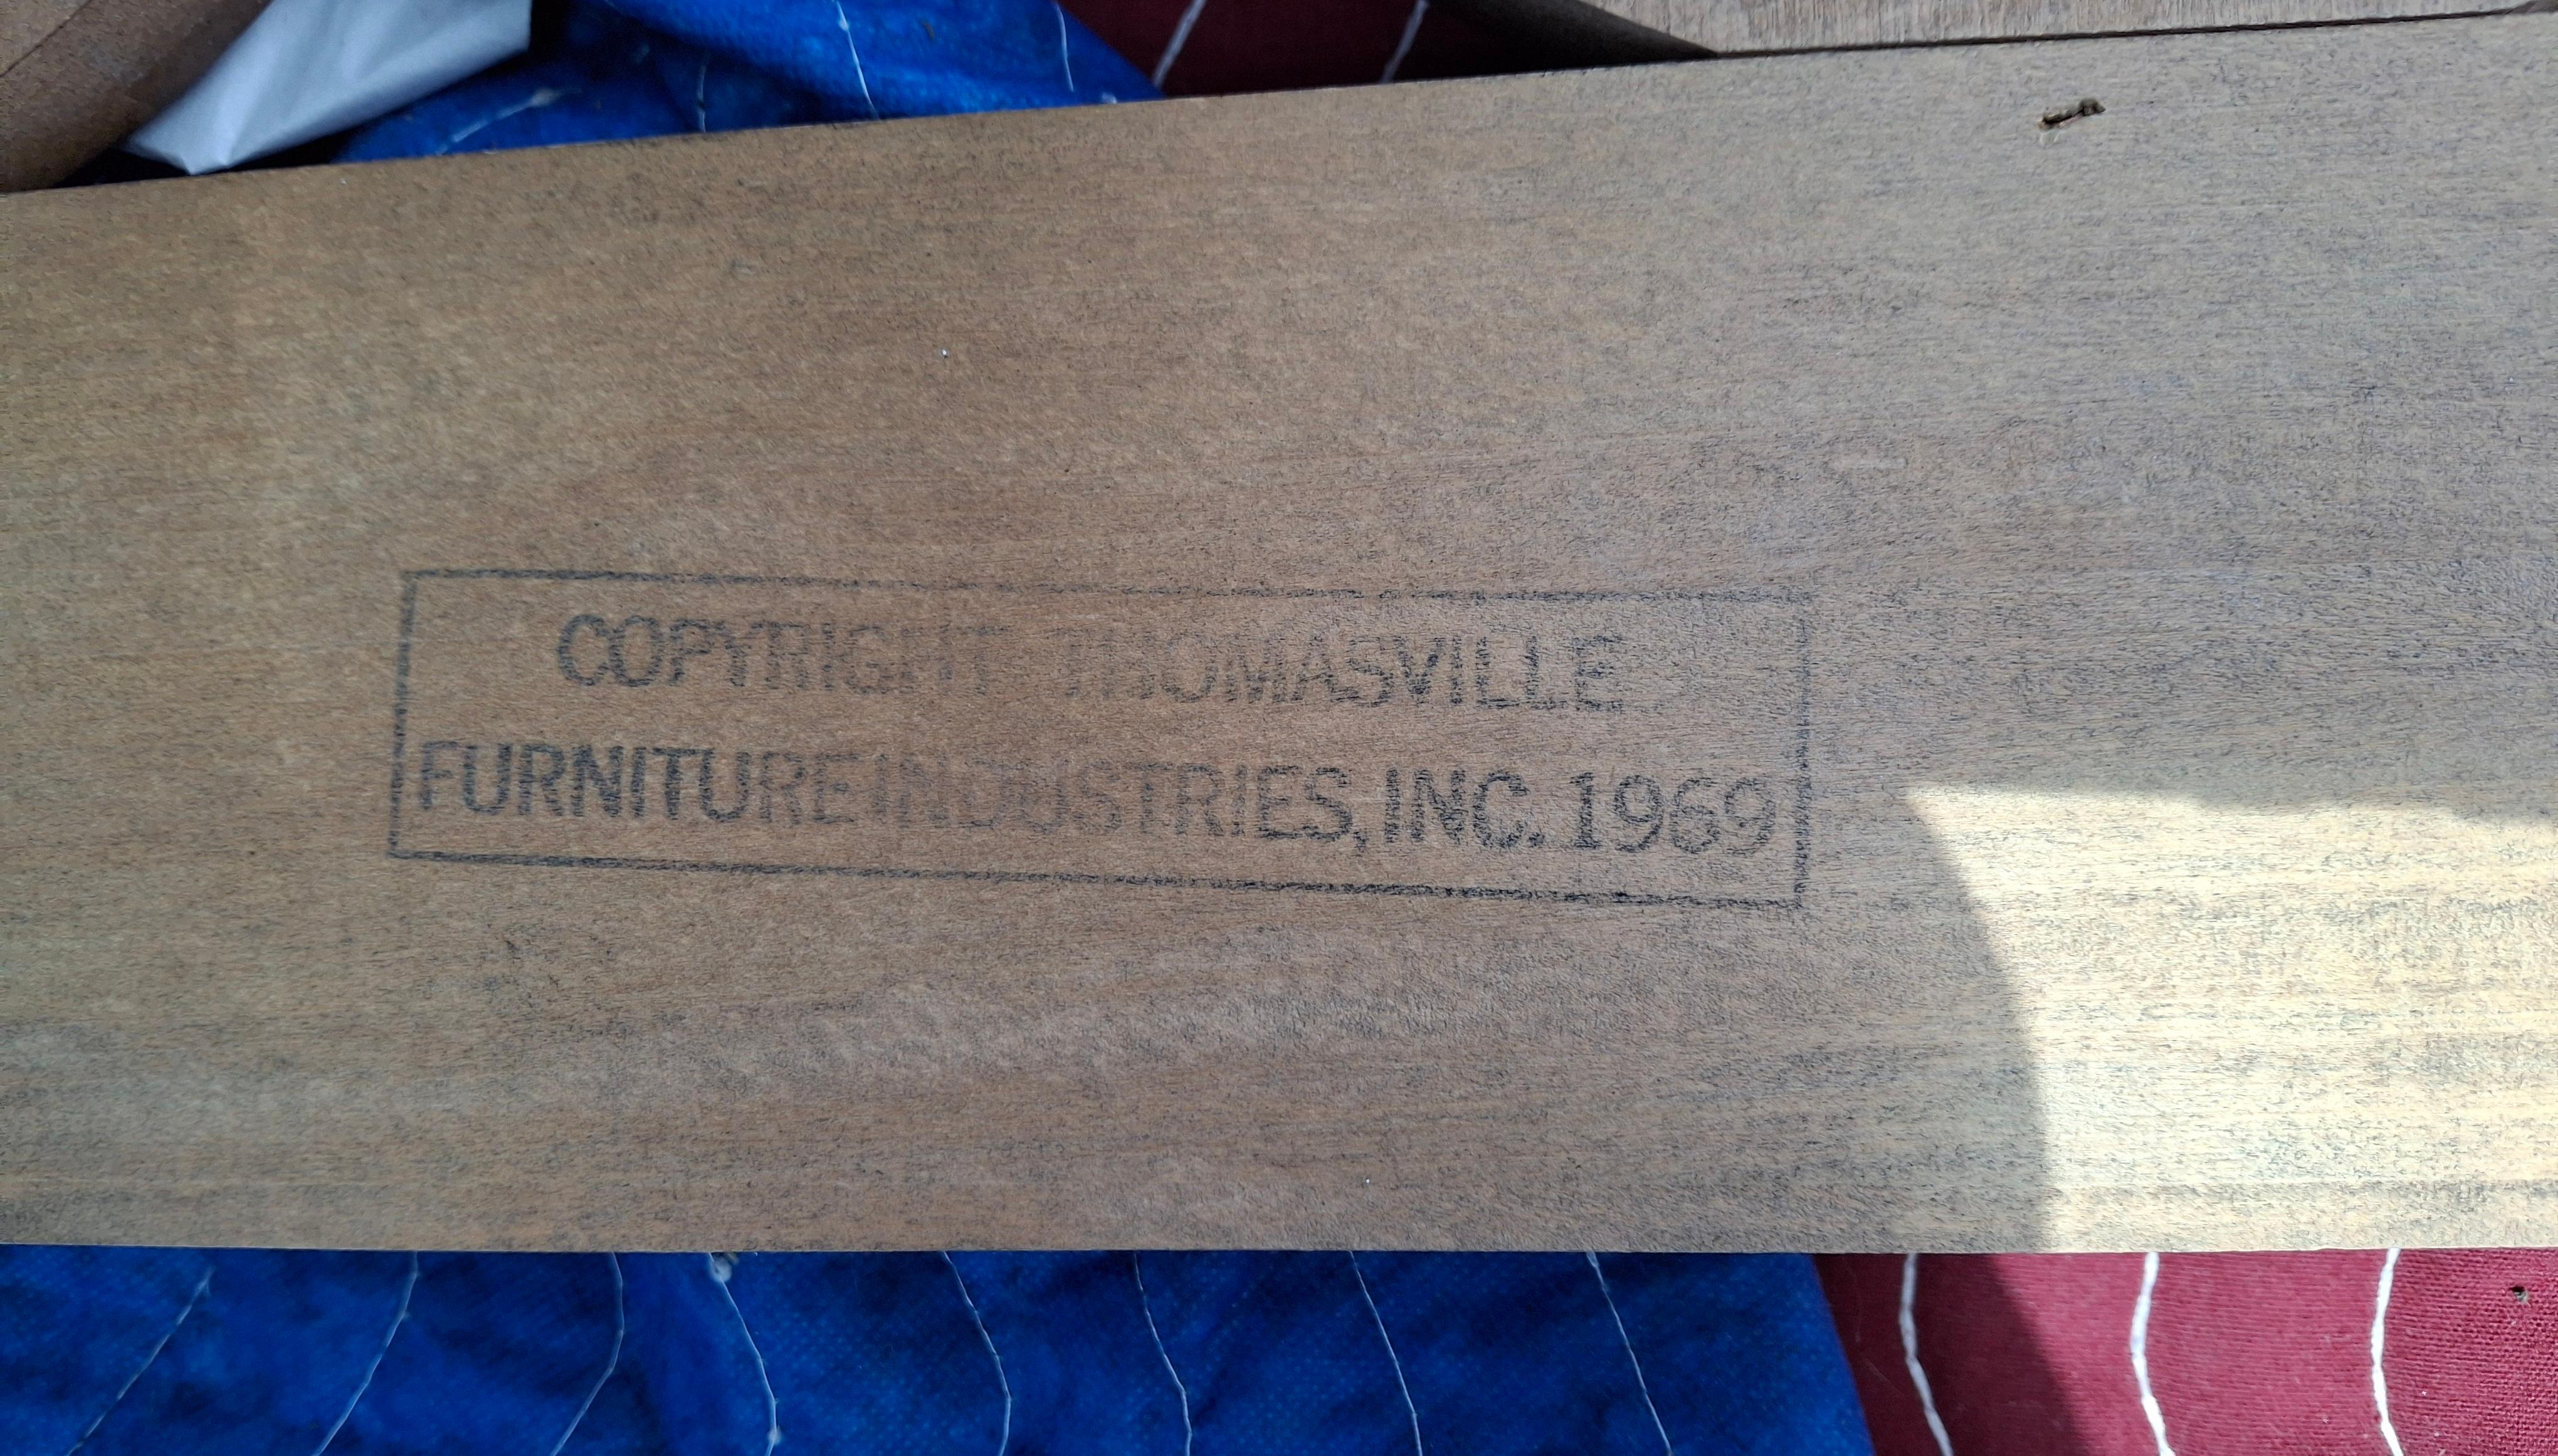 COPYRIGHT THOMASVILLE
FURNITURE INDUSTRIES, INC. 1969